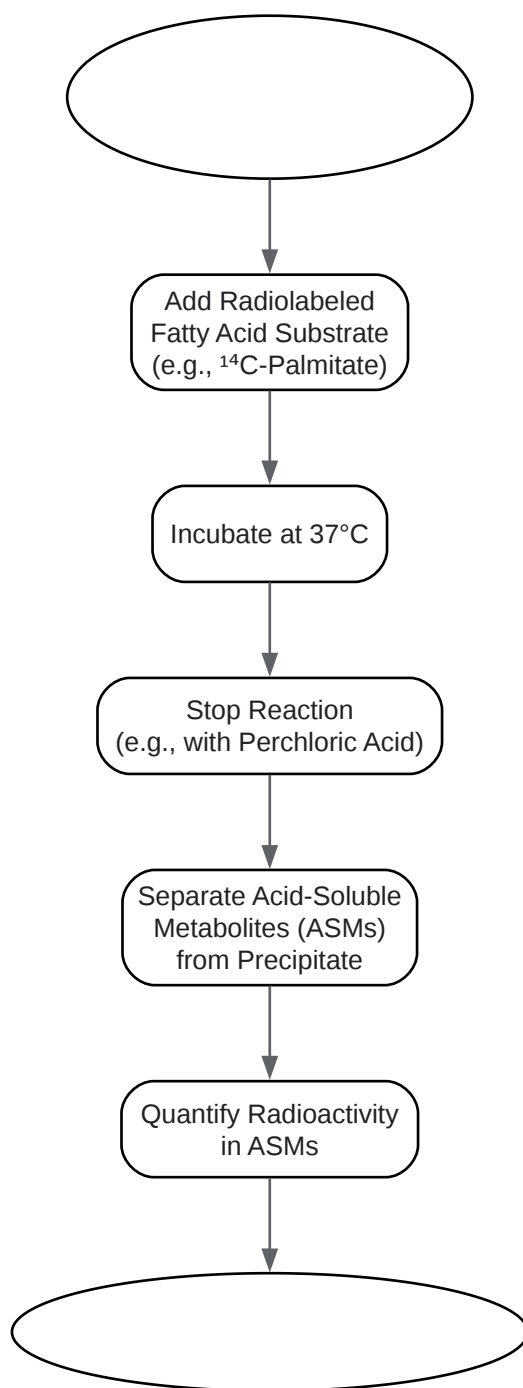 Add Radiolabeled
Fatty Acid Substrate
(e.g., ¹⁴C-Palmitate)
Incubate at 37°C
Stop Reaction
(e.g., with Perchloric Acid)
Separate Acid-Soluble
Metabolites (ASMs)
from Precipitate
Quantify Radioactivity
in ASMs